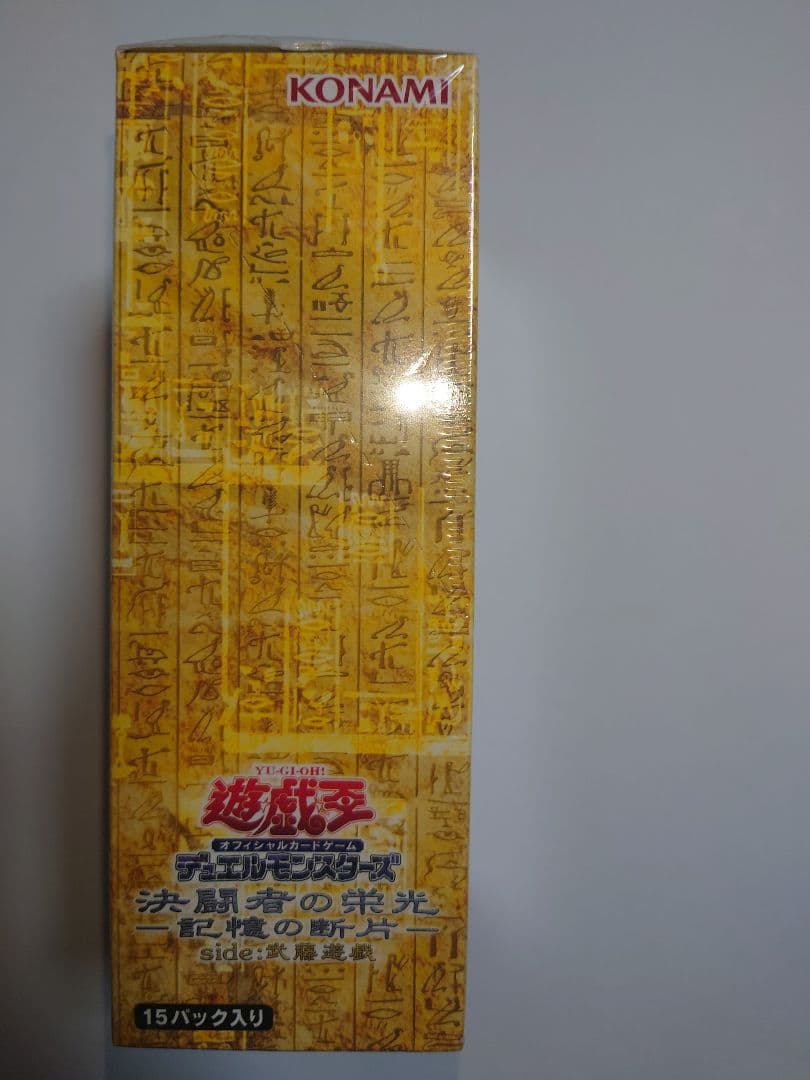 KONAMI
YU-GI-OH!
遊☆戯☆王
オフィシャルカードゲーム
デュエルモンスターズ
決闘者の栄光
―記憶の断片―
side:武藤遊戯
15パック入り